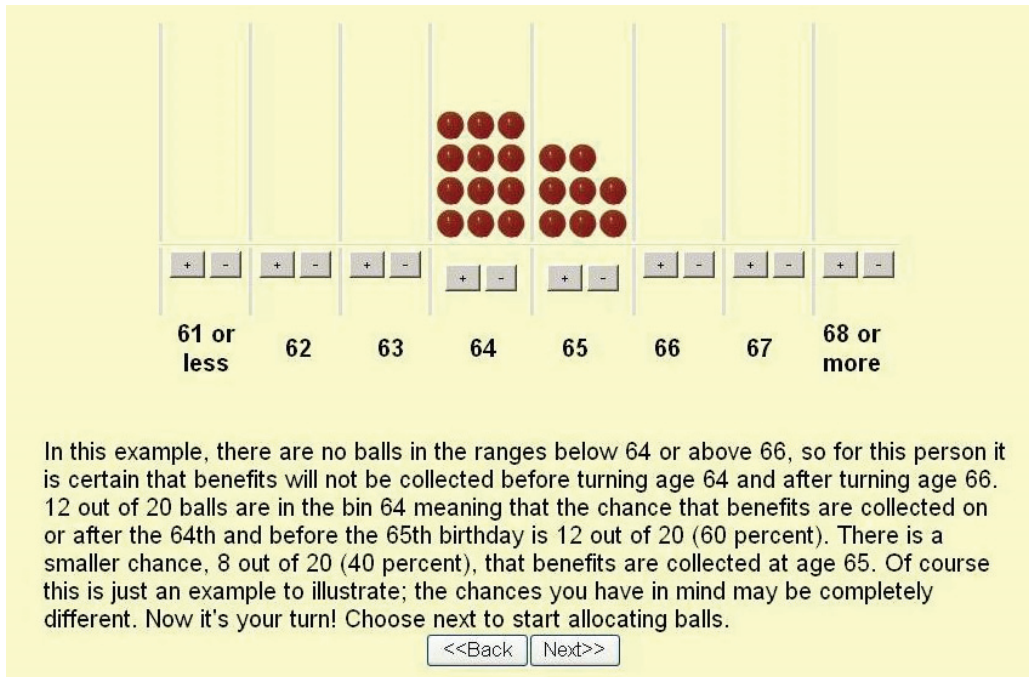 + - + - + - + - + - + - + - + -
61 or less 62 63 64 65 66 67 68 or more
In this example, there are no balls in the ranges below 64 or above 66, so for this person it
is certain that benefits will not be collected before turning age 64 and after turning age 66.
12 out of 20 balls are in the bin 64 meaning that the chance that benefits are collected on
or after the 64th and before the 65th birthday is 12 out of 20 (60 percent). There is a
smaller chance, 8 out of 20 (40 percent), that benefits are collected at age 65. Of course
this is just an example to illustrate; the chances you have in mind may be completely
different. Now it's your turn! Choose next to start allocating balls.
<<Back Next>>